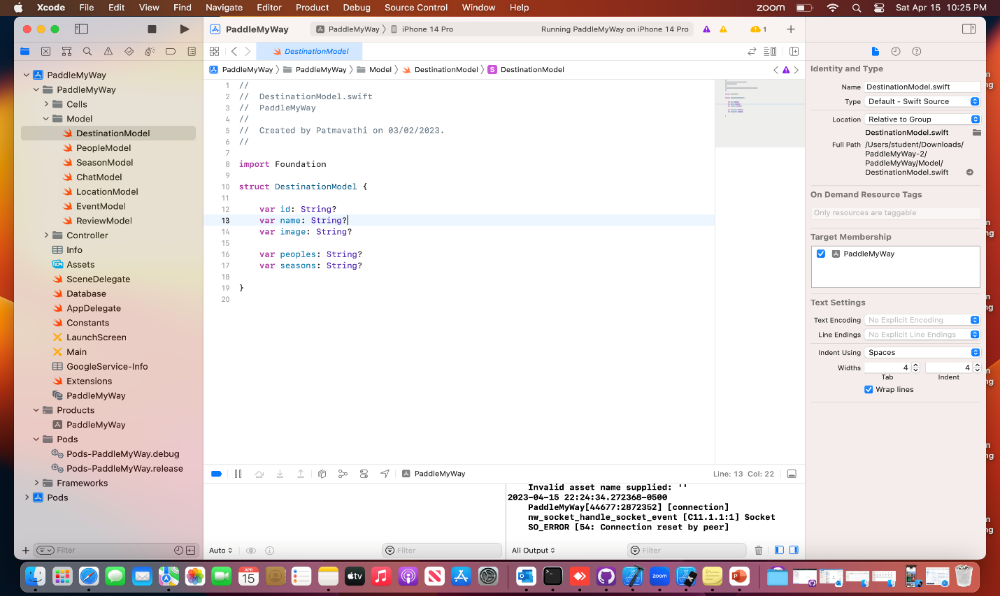 Xcode File Edit View Find Navigate Editor Product Debug Source Control Window Help zoom Sat Apr 15 10:25 PM
PaddleMyWay PaddleMyWay iPhone 14 Pro Running PaddleMyWay on iPhone 14 Pro 1
DestinationModel
PaddleMyWay PaddleMyWay Model DestinationModel S DestinationModel
PaddleMyWay
PaddleMyWay
Cells
Model
DestinationModel
PeopleModel
SeasonModel
ChatModel
LocationModel
EventModel
ReviewModel
Controller
Info
Assets
SceneDelegate
Database
AppDelegate
Constants
LaunchScreen
Main
GoogleService-Info
Extensions
PaddleMyWay
Products
PaddleMyWay
Pods
Pods-PaddleMyWay.debug
Pods-PaddleMyWay.release
Frameworks
Pods
Filter
1 //
2 // DestinationModel.swift
3 // PaddleMyWay
4 //
5 // Created by Patmavathi on 03/02/2023.
6 //
7
8 import Foundation
9
10 struct DestinationModel {
11
12 var id: String?
13 var name: String?
14 var image: String?
15
16 var peoples: String?
17 var seasons: String?
18
19 }
20
PaddleMyWay Line: 13 Col: 22
Invalid asset name supplied: ''
2023-04-15 22:24:34.272368-0500
PaddleMyWay[44677:2872352] [connection]
nw_socket_handle_socket_event [C11.1.1:1] Socket
SO_ERROR [54: Connection reset by peer]
Auto Filter All Output Filter
Identity and Type
Name DestinationModel.swift
Type Default - Swift Source
Location Relative to Group
DestinationModel.swift
Full Path /Users/student/Downloads/
PaddleMyWay-2/
PaddleMyWay/Model/
DestinationModel.swift
On Demand Resource Tags
Only resources are taggable
Target Membership
PaddleMyWay
Text Settings
Text Encoding No Explicit Encoding
Line Endings No Explicit Line Endings
Indent Using Spaces
Widths 4 4
Tab Indent
Wrap lines
APR
15
tv
zoom